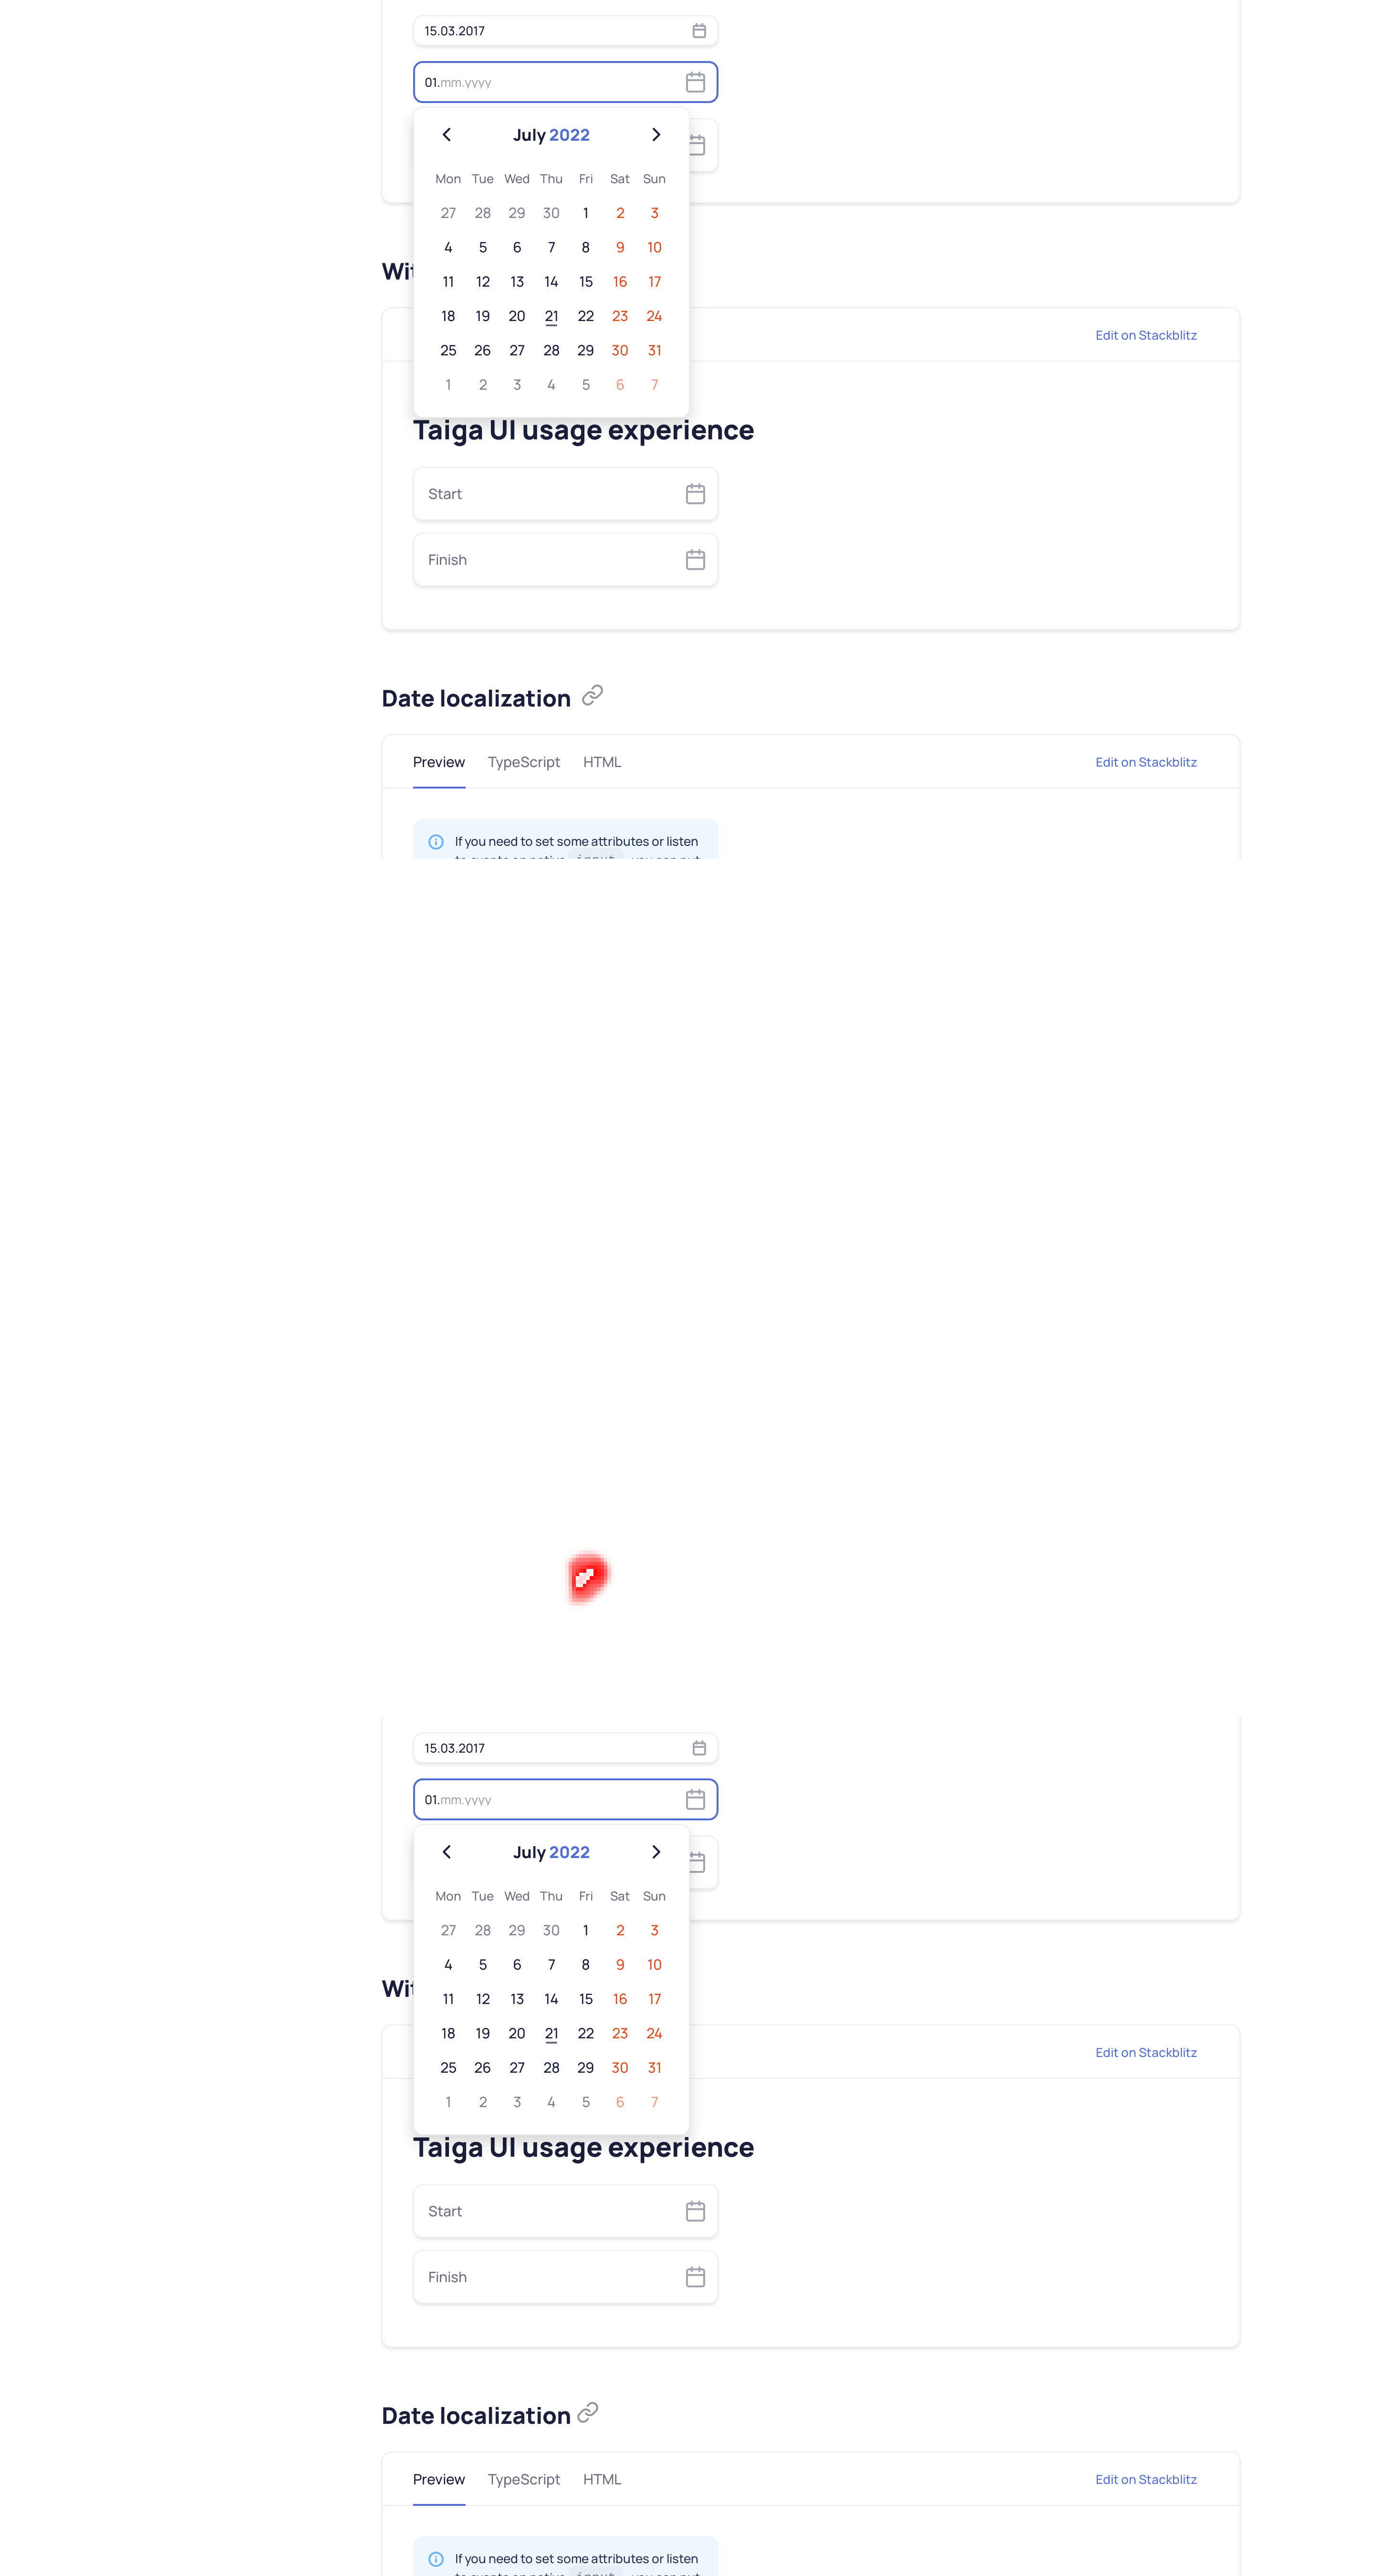 15.03.2017
01.mm.yyyy
July 2022
Mon Tue Wed Thu Fri Sat Sun
27 28 29 30 1 2 3
4 5 6 7 8 9 10
11 12 13 14 15 16 17
18 19 20 21 22 23 24
25 26 27 28 29 30 31
1 2 3 4 5 6 7
Edit on Stackblitz
Taiga UI usage experience
Start
Finish
Date localization
Preview TypeScript HTML Edit on Stackblitz
If you need to set some attributes or listen
15.03.2017
01.mm.yyyy
July 2022
Mon Tue Wed Thu Fri Sat Sun
27 28 29 30 1 2 3
4 5 6 7 8 9 10
11 12 13 14 15 16 17
18 19 20 21 22 23 24
25 26 27 28 29 30 31
1 2 3 4 5 6 7
Edit on Stackblitz
Taiga UI usage experience
Start
Finish
Date localization
Preview TypeScript HTML Edit on Stackblitz
If you need to set some attributes or listen